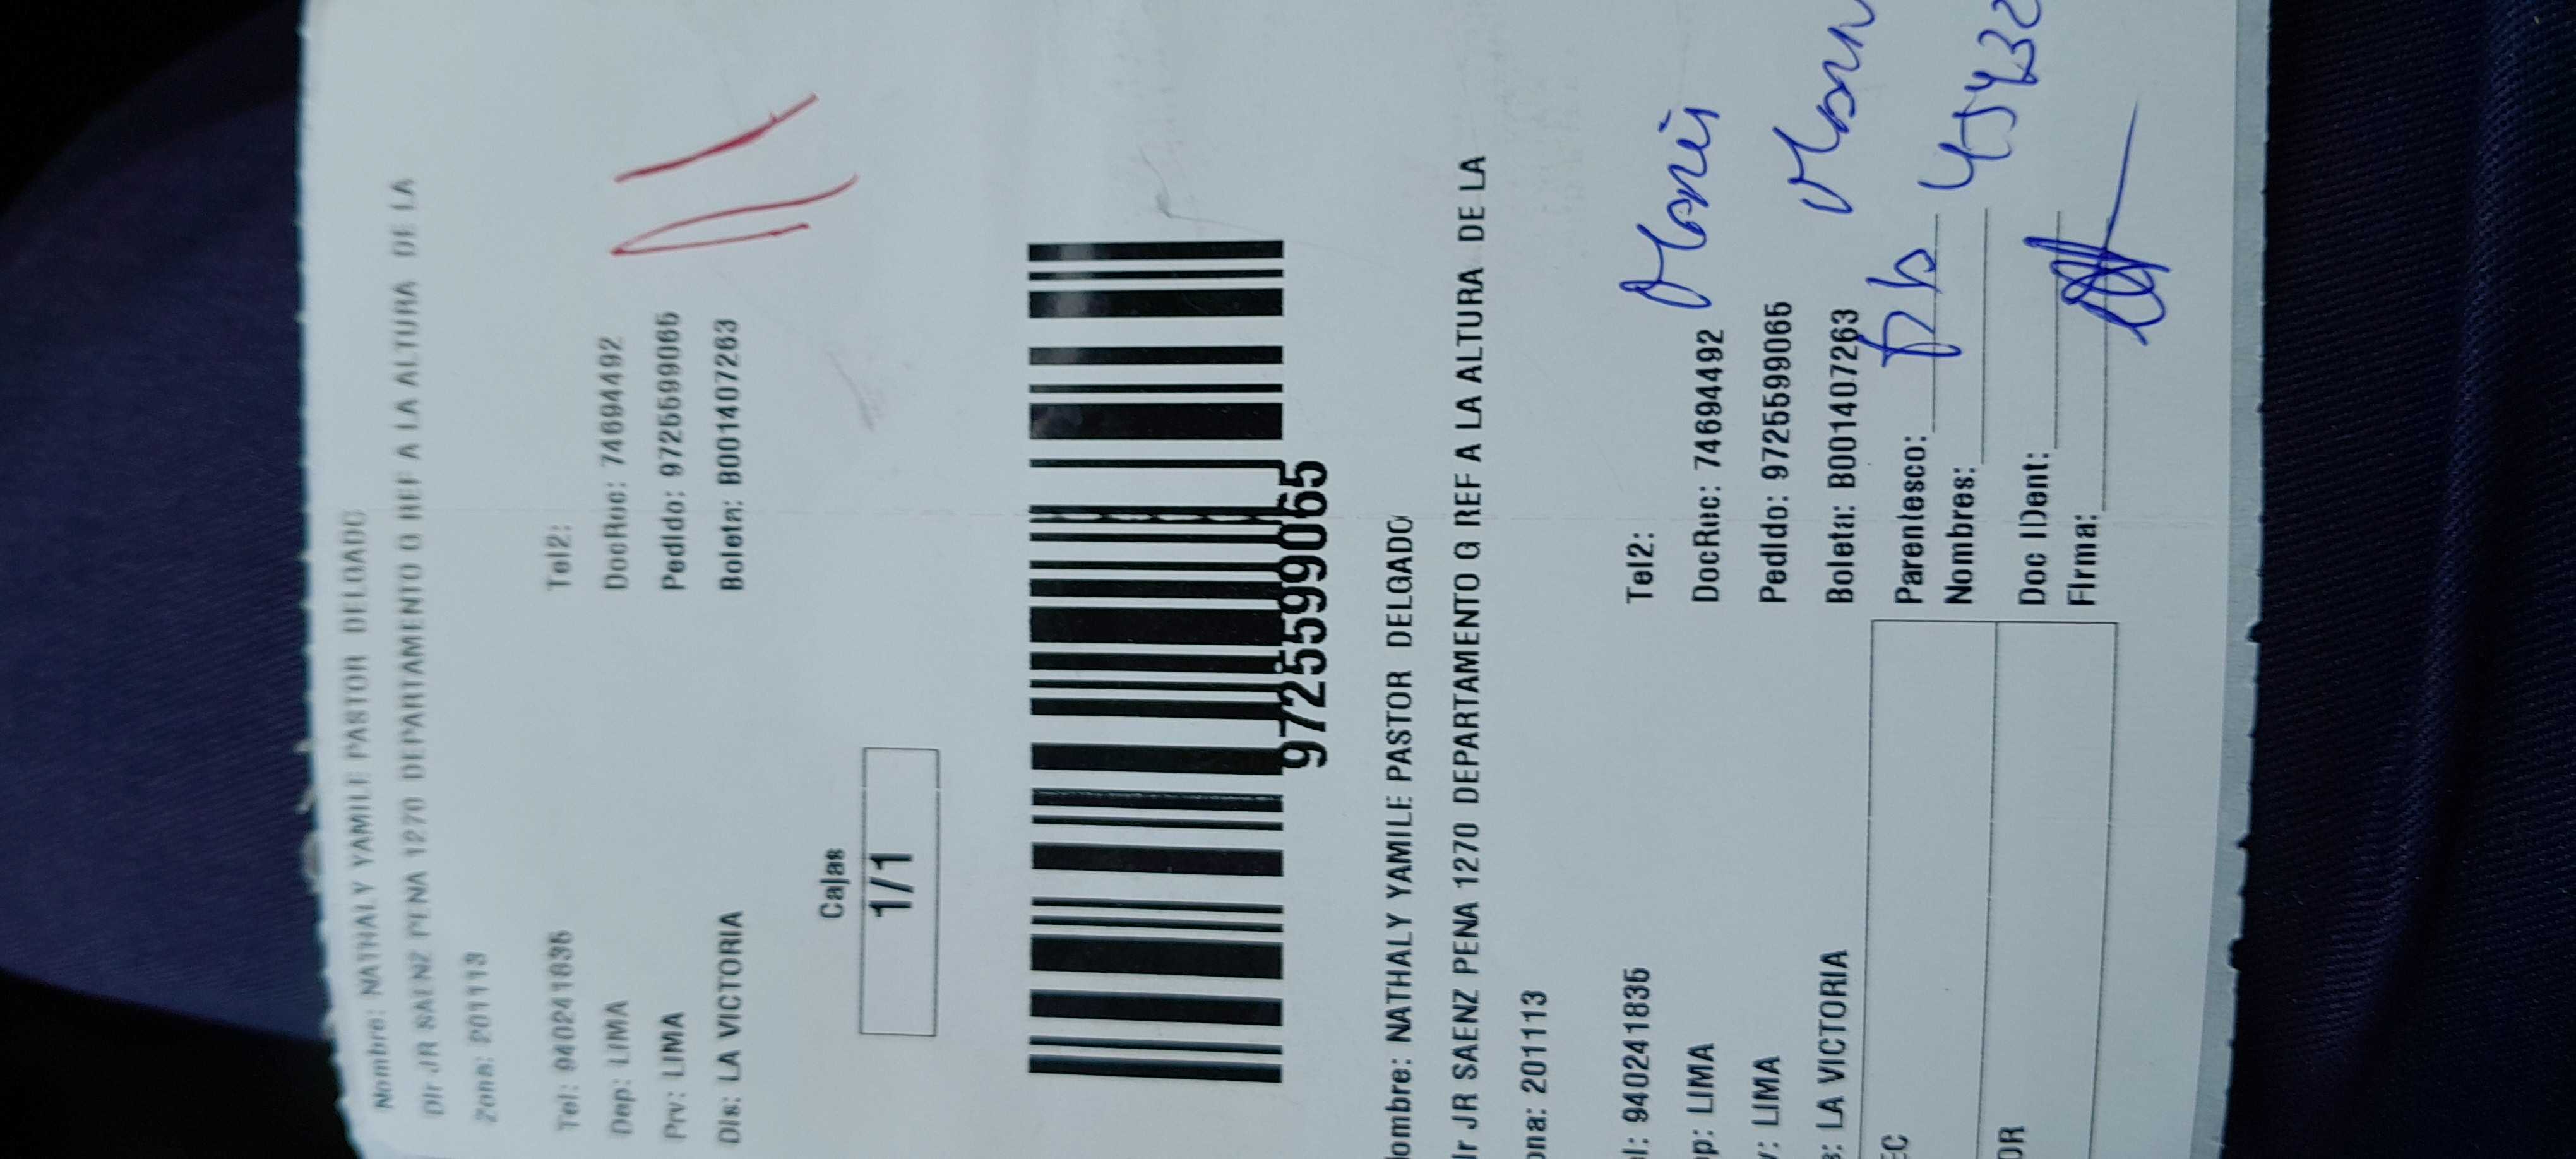 Nombre: NATHALY YAMILE PASTOR DELGADO
Dir JR SAENZ PENA 1270 DEPARTAMENTO G REF A LA ALTURA DE LA
Zona: 201113
Tel: 940241835 Tel2:
Dep: LIMA DocRuc: 74694492
Prv: LIMA Pedido: 9725599065
Dis: LA VICTORIA Boleta: B001407263
Cajas
1/1
9725599065
ombre: NATHALY YAMILE PASTOR DELGADO
ir JR SAENZ PENA 1270 DEPARTAMENTO G REF A LA ALTURA DE LA
ona: 201113
l: 940241835 Tel2:
p: LIMA DocRuc: 74694492
v: LIMA Pedido: 9725599065
s: LA VICTORIA Boleta: B001407263
EC Parentesco:
Nombres: 4543
OR Doc IDent:
Firma: